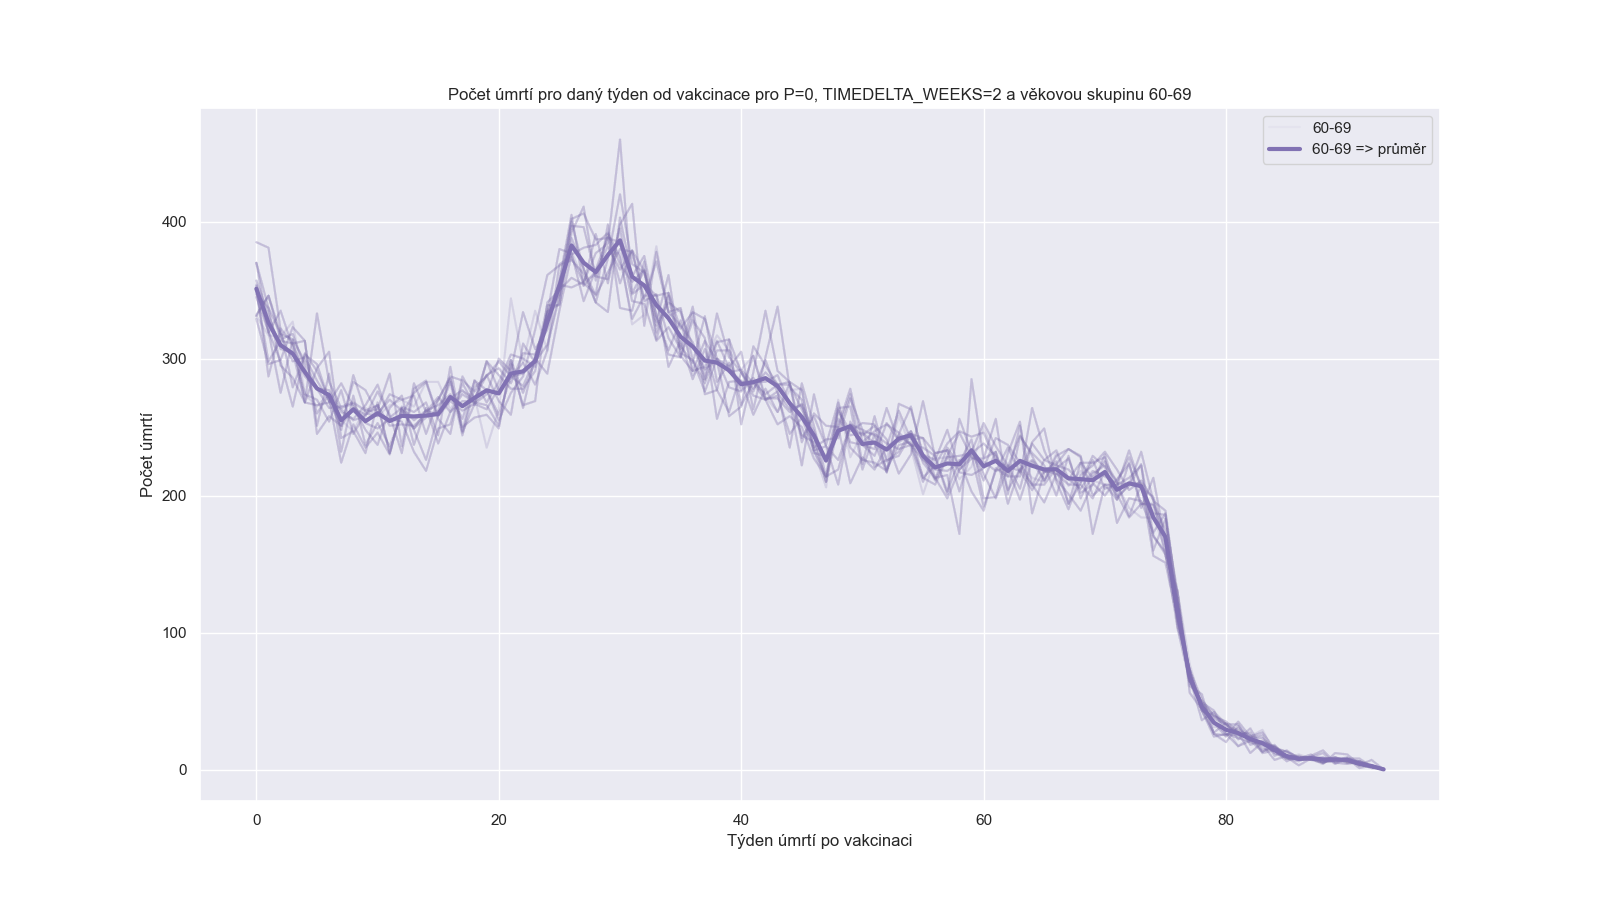 Počet úmrtí pro daný týden od vakcinace pro P=0, TIMEDELTA_WEEKS=2 a věkovou skupinu 60-69
60-69
60-69 => průměr
Počet úmrtí
400
300
200
100
0
0 20 40 60 80
Týden úmrtí po vakcinaci